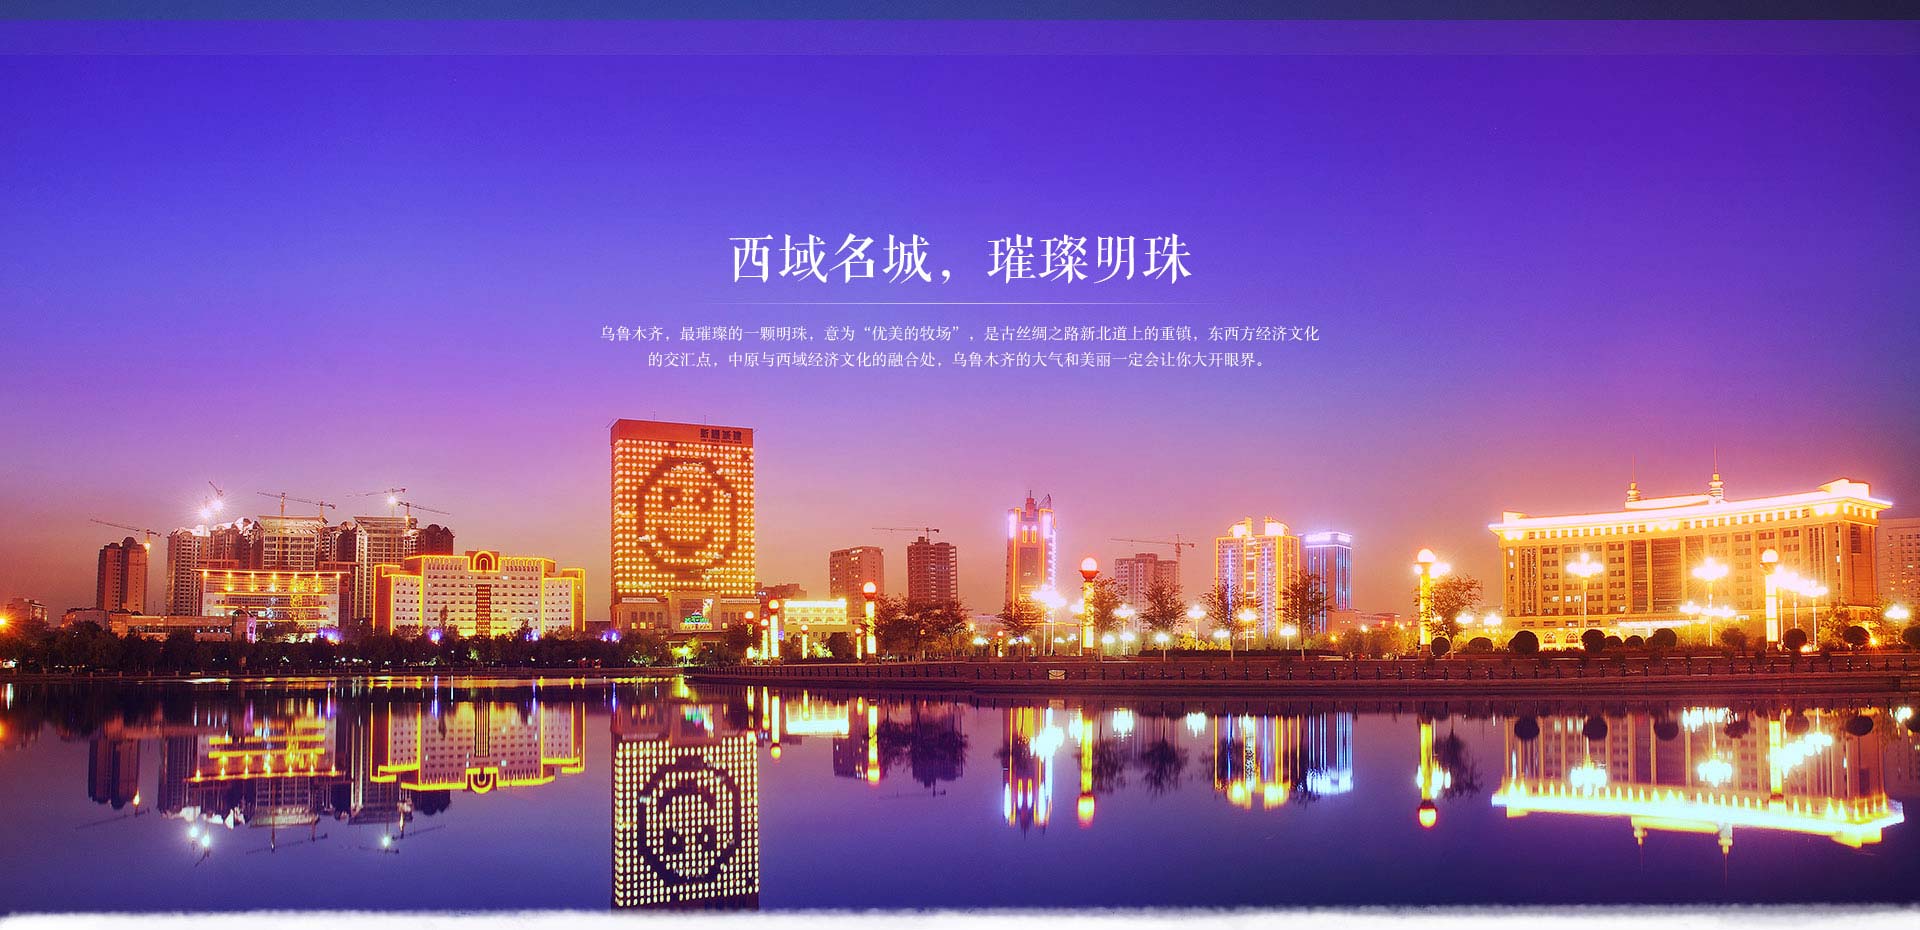 西域名城，璀璨明珠
乌鲁木齐，最璀璨的一颗明珠，意为“优美的牧场”，是古丝绸之路新北道上的重镇，东西方经济文化
的交汇点，中原与西域经济文化的融合处，乌鲁木齐的大气和美丽一定会让你大开眼界。